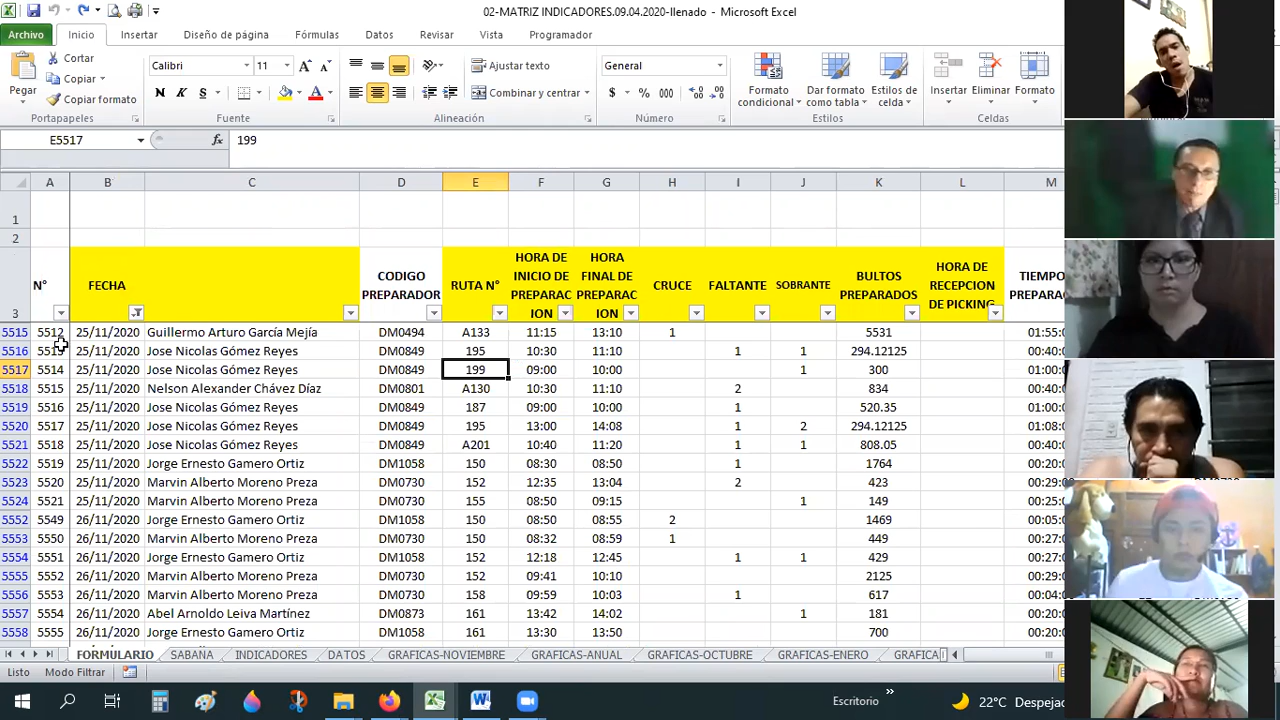 02-MATRIZ INDICADORES.09.04.2020-llenado - Microsoft Excel
Archivo Inicio Insertar Diseño de página Fórmulas Datos Revisar Vista Programador
Pegar Cortar Copiar Copiar formato
Calibri 11 N K S
Ajustar texto
Combinar y centrar
General
$ % 000
Formato condicional Dar formato como tabla Estilos de celda Insertar Eliminar Formato
Portapapeles Fuente Alineación Número Estilos Celdas
E5517 fx 199
A B C D E F G H I J K L M
1
2
3 N° FECHA CODIGO PREPARADOR RUTA N° HORA DE INICIO DE PREPARACION HORA FINAL DE PREPARACION CRUCE FALTANTE SOBRANTE BULTOS PREPARADOS HORA DE RECEPCION DE PICKING TIEMPO PREPARAC
5515 5512 25/11/2020 Guillermo Arturo García Mejía DM0494 A133 11:15 13:10 1 5531 01:55:0
5516 5513 25/11/2020 Jose Nicolas Gómez Reyes DM0849 195 10:30 11:10 1 1 294.12125 00:40:0
5517 5514 25/11/2020 Jose Nicolas Gómez Reyes DM0849 199 09:00 10:00 1 300 01:00:0
5518 5515 25/11/2020 Nelson Alexander Chávez Díaz DM0801 A130 10:30 11:10 2 834 00:40:0
5519 5516 25/11/2020 Jose Nicolas Gómez Reyes DM0849 187 09:00 10:00 1 520.35 01:00:0
5520 5517 25/11/2020 Jose Nicolas Gómez Reyes DM0849 195 13:00 14:08 1 2 294.12125 01:08:0
5521 5518 25/11/2020 Jose Nicolas Gómez Reyes DM0849 A201 10:40 11:20 1 1 808.05 00:40:0
5522 5519 25/11/2020 Jorge Ernesto Gamero Ortiz DM1058 150 08:30 08:50 1 1764 00:20:0
5523 5520 25/11/2020 Marvin Alberto Moreno Preza DM0730 152 12:35 13:04 2 423 00:29:0
5524 5521 25/11/2020 Marvin Alberto Moreno Preza DM0730 155 08:50 09:15 1 149 00:25:0
5552 5549 26/11/2020 Jorge Ernesto Gamero Ortiz DM1058 150 08:50 08:55 2 1469 00:05:0
5553 5550 26/11/2020 Marvin Alberto Moreno Preza DM0730 150 08:32 08:59 1 449 00:27:0
5554 5551 26/11/2020 Jorge Ernesto Gamero Ortiz DM1058 152 12:18 12:45 1 1 429 00:27:0
5555 5552 26/11/2020 Marvin Alberto Moreno Preza DM0730 152 09:41 10:10 2125 00:29:0
5556 5553 26/11/2020 Marvin Alberto Moreno Preza DM0730 158 09:59 10:03 1 617 00:04:0
5557 5554 26/11/2020 Abel Arnoldo Leiva Martínez DM0873 161 13:42 14:02 1 181 00:20:0
5558 5555 26/11/2020 Jorge Ernesto Gamero Ortiz DM1058 161 13:30 13:50 700 00:20:0
FORMULARIO SABANA INDICADORES DATOS GRAFICAS-NOVIEMBRE GRAFICAS-ANUAL GRAFICAS-OCTUBRE GRAFICAS-ENERO GRAFICA
Listo Modo Filtrar
Escritorio » 22°C Despejac